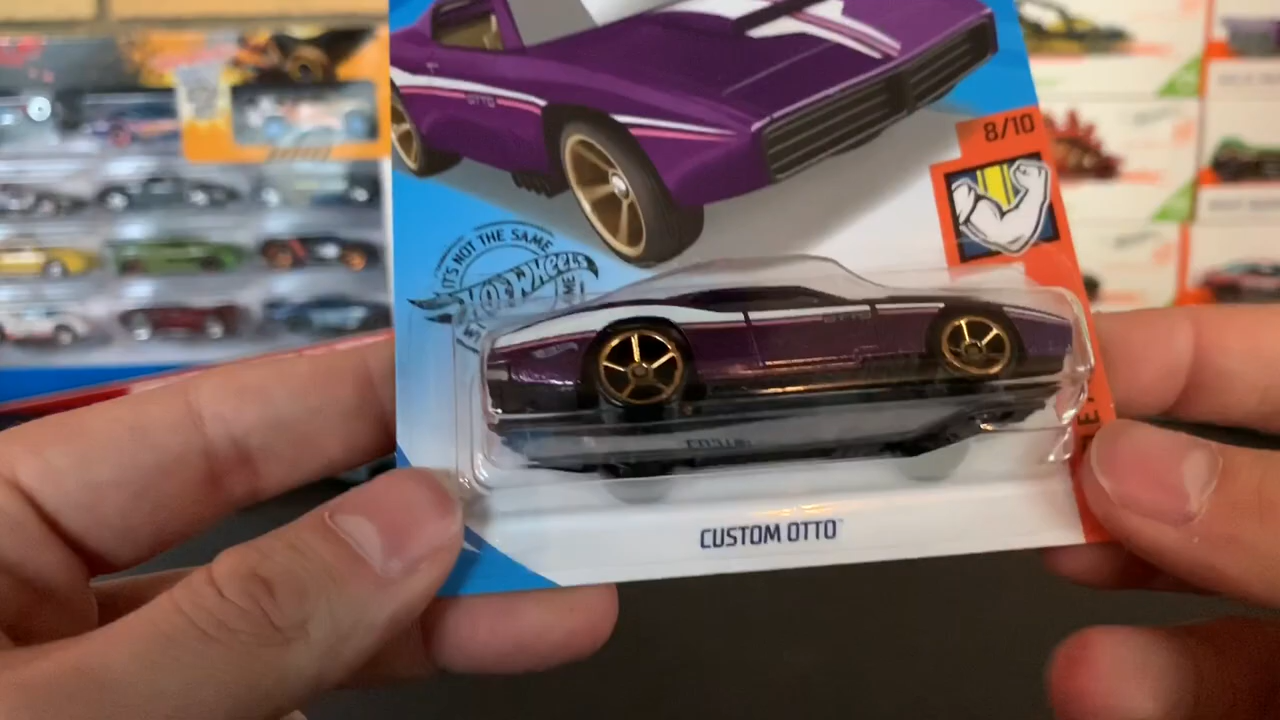 OTTO
8/10
IT'S NOT THE SAME
Hot Wheels
CUSTOM OTTO